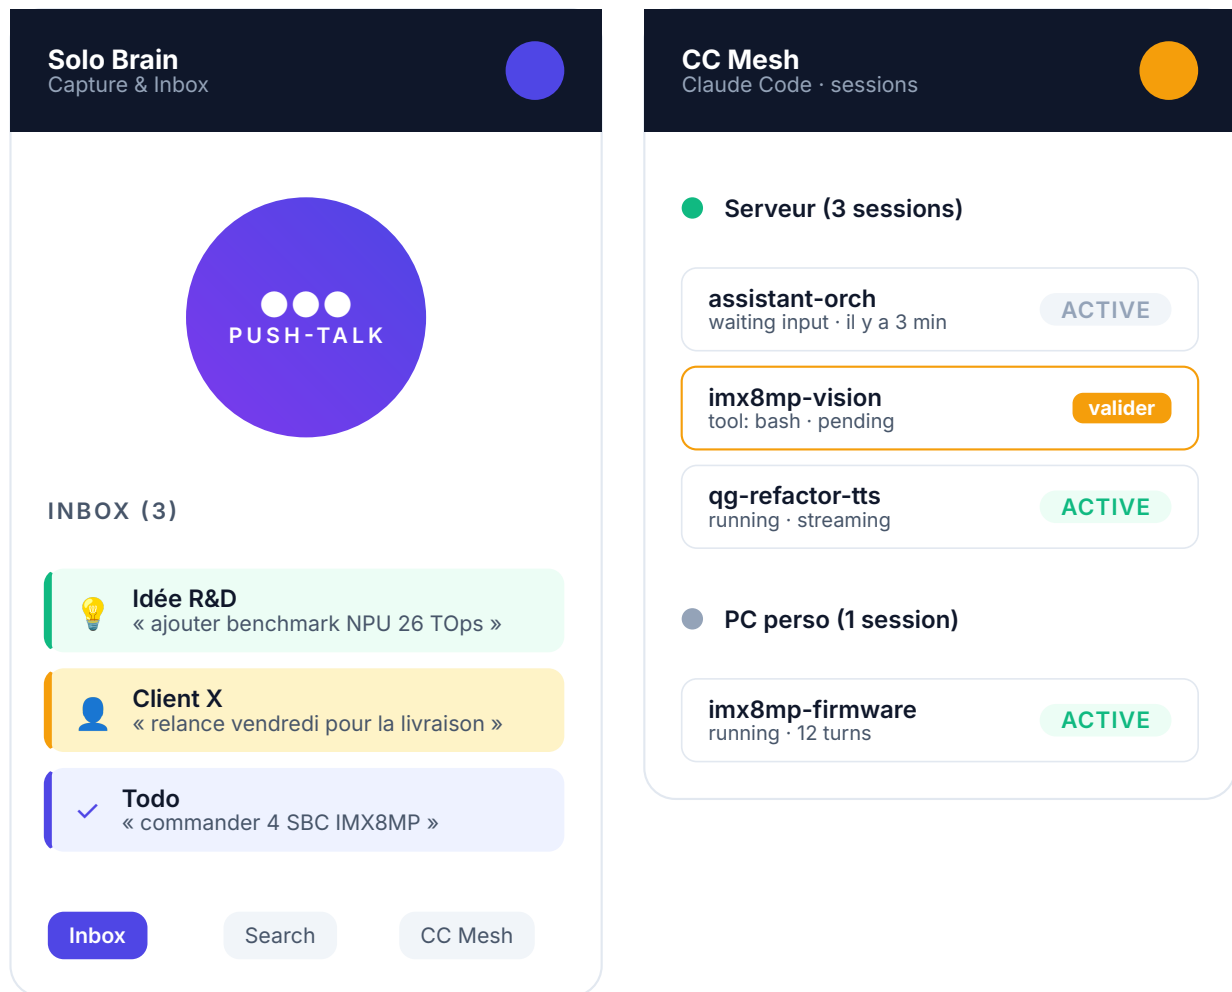 Solo Brain
Capture & Inbox
PUSH-TALK
INBOX (3)
💡 Idée R&D
« ajouter benchmark NPU 26 TOps »
👤 Client X
« relance vendredi pour la livraison »
✓ Todo
« commander 4 SBC IMX8MP »
Inbox
Search
CC Mesh
CC Mesh
Claude Code · sessions
Serveur (3 sessions)
assistant-orch
waiting input · il y a 3 min
ACTIVE
imx8mp-vision
tool: bash · pending
valider
qg-refactor-tts
running · streaming
ACTIVE
PC perso (1 session)
imx8mp-firmware
running · 12 turns
ACTIVE